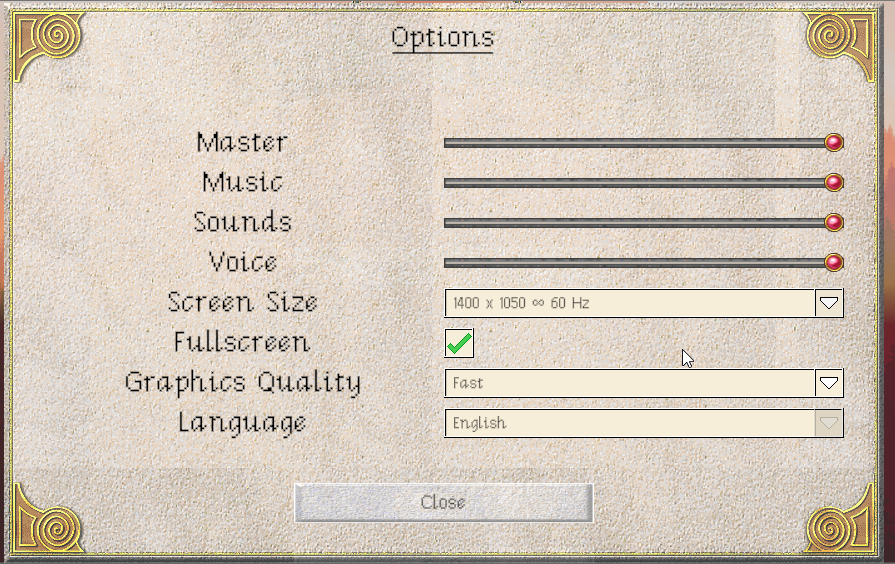 Options
Master
Music
Sounds
Voice
Screen Size 1400 x 1050 ∞ 60 Hz
Fullscreen
Graphics Quality Fast
Language English
Close